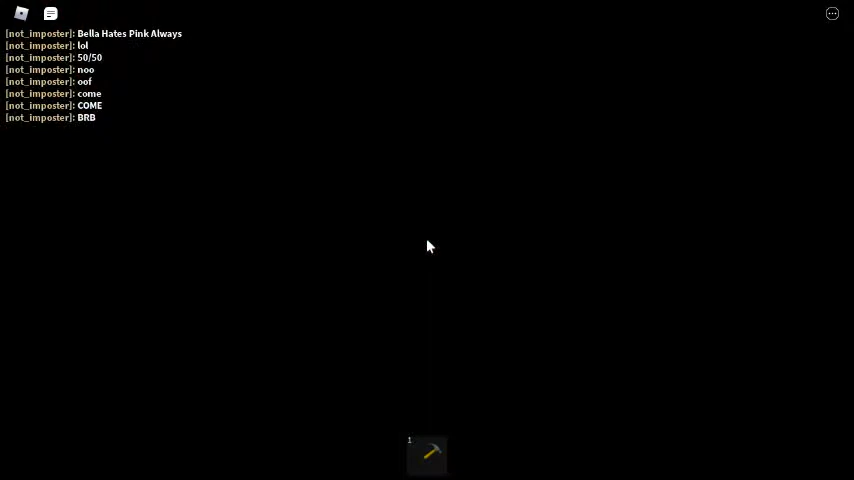 [not_imposter]: Bella Hates Pink Always
[not_imposter]: lol
[not_imposter]: 50/50
[not_imposter]: noo
[not_imposter]: oof
[not_imposter]: come
[not_imposter]: COME
[not_imposter]: BRB
1